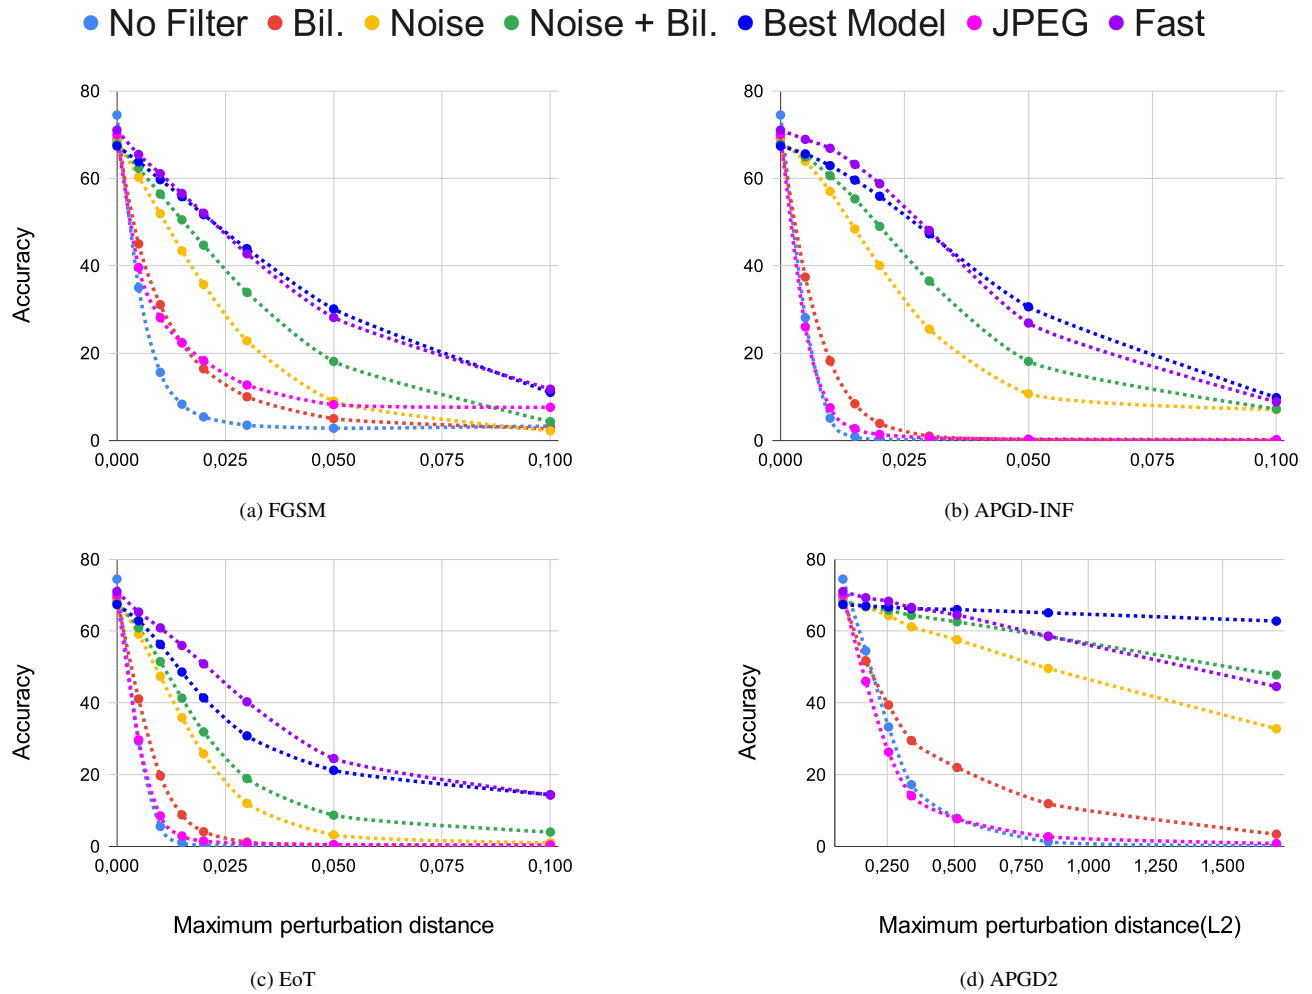 No Filter Bil. Noise Noise + Bil. Best Model JPEG Fast
Accuracy
80
60
40
20
0
0,000 0,025 0,050 0,075 0,100
(a) FGSM
80
60
40
20
0
0,000 0,025 0,050 0,075 0,100
(b) APGD-INF
Accuracy
80
60
40
20
0
0,000 0,025 0,050 0,075 0,100
Maximum perturbation distance
(c) EoT
Accuracy
80
60
40
20
0
0,250 0,500 0,750 1,000 1,250 1,500
Maximum perturbation distance(L2)
(d) APGD2